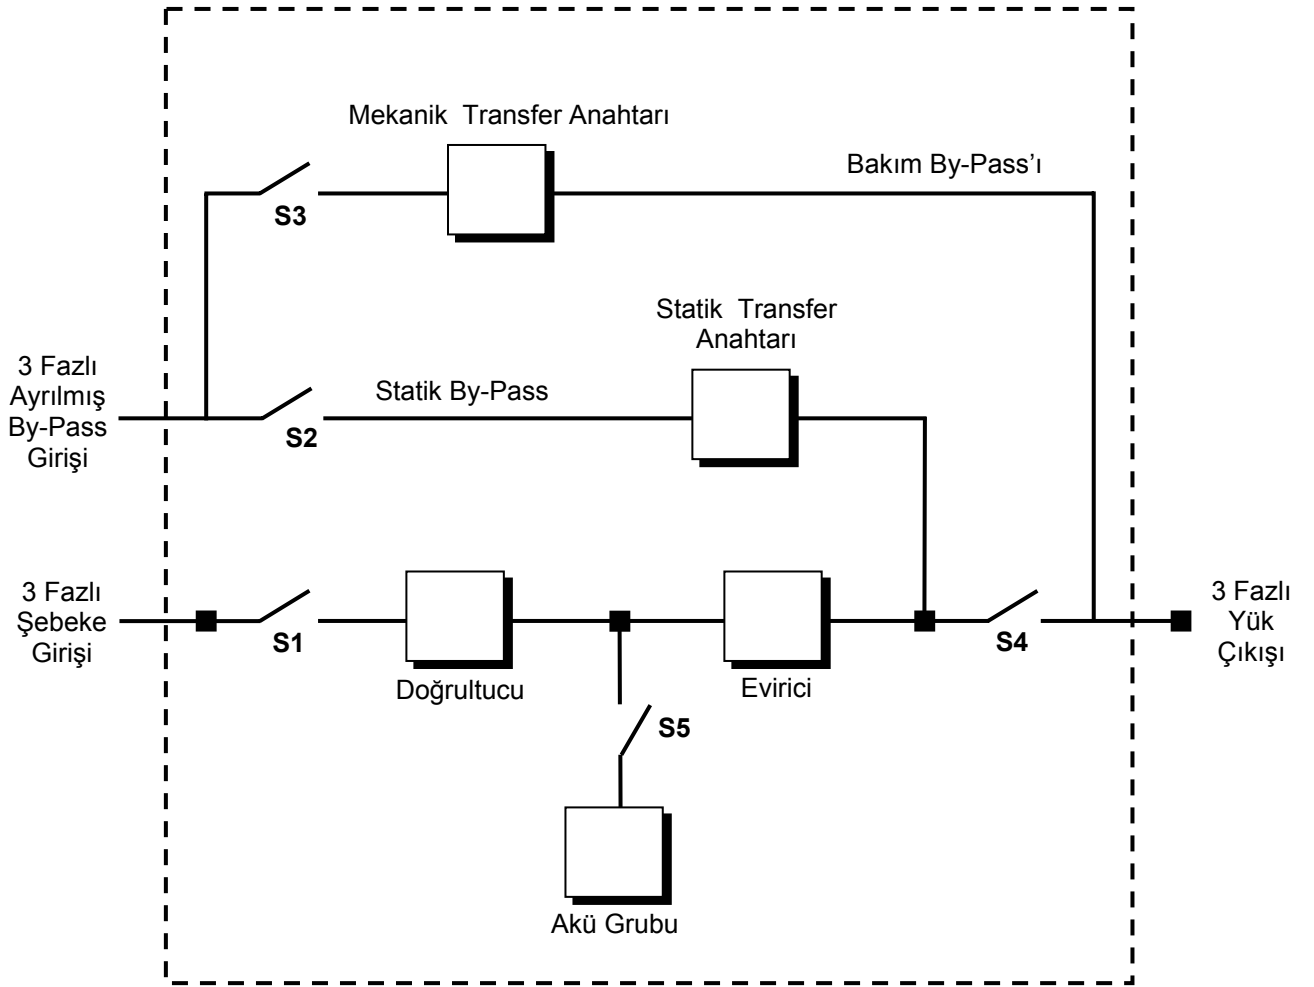 Mekanik Transfer Anahtarı
Bakım By-Pass’ı
S3
Statik Transfer
Anahtarı
3 Fazlı
Ayrılmış
By-Pass
Girişi
Statik By-Pass
S2
3 Fazlı
Şebeke
Girişi
S1
Doğrultucu
Evirici
S4
3 Fazlı
Yük
Çıkışı
S5
Akü Grubu